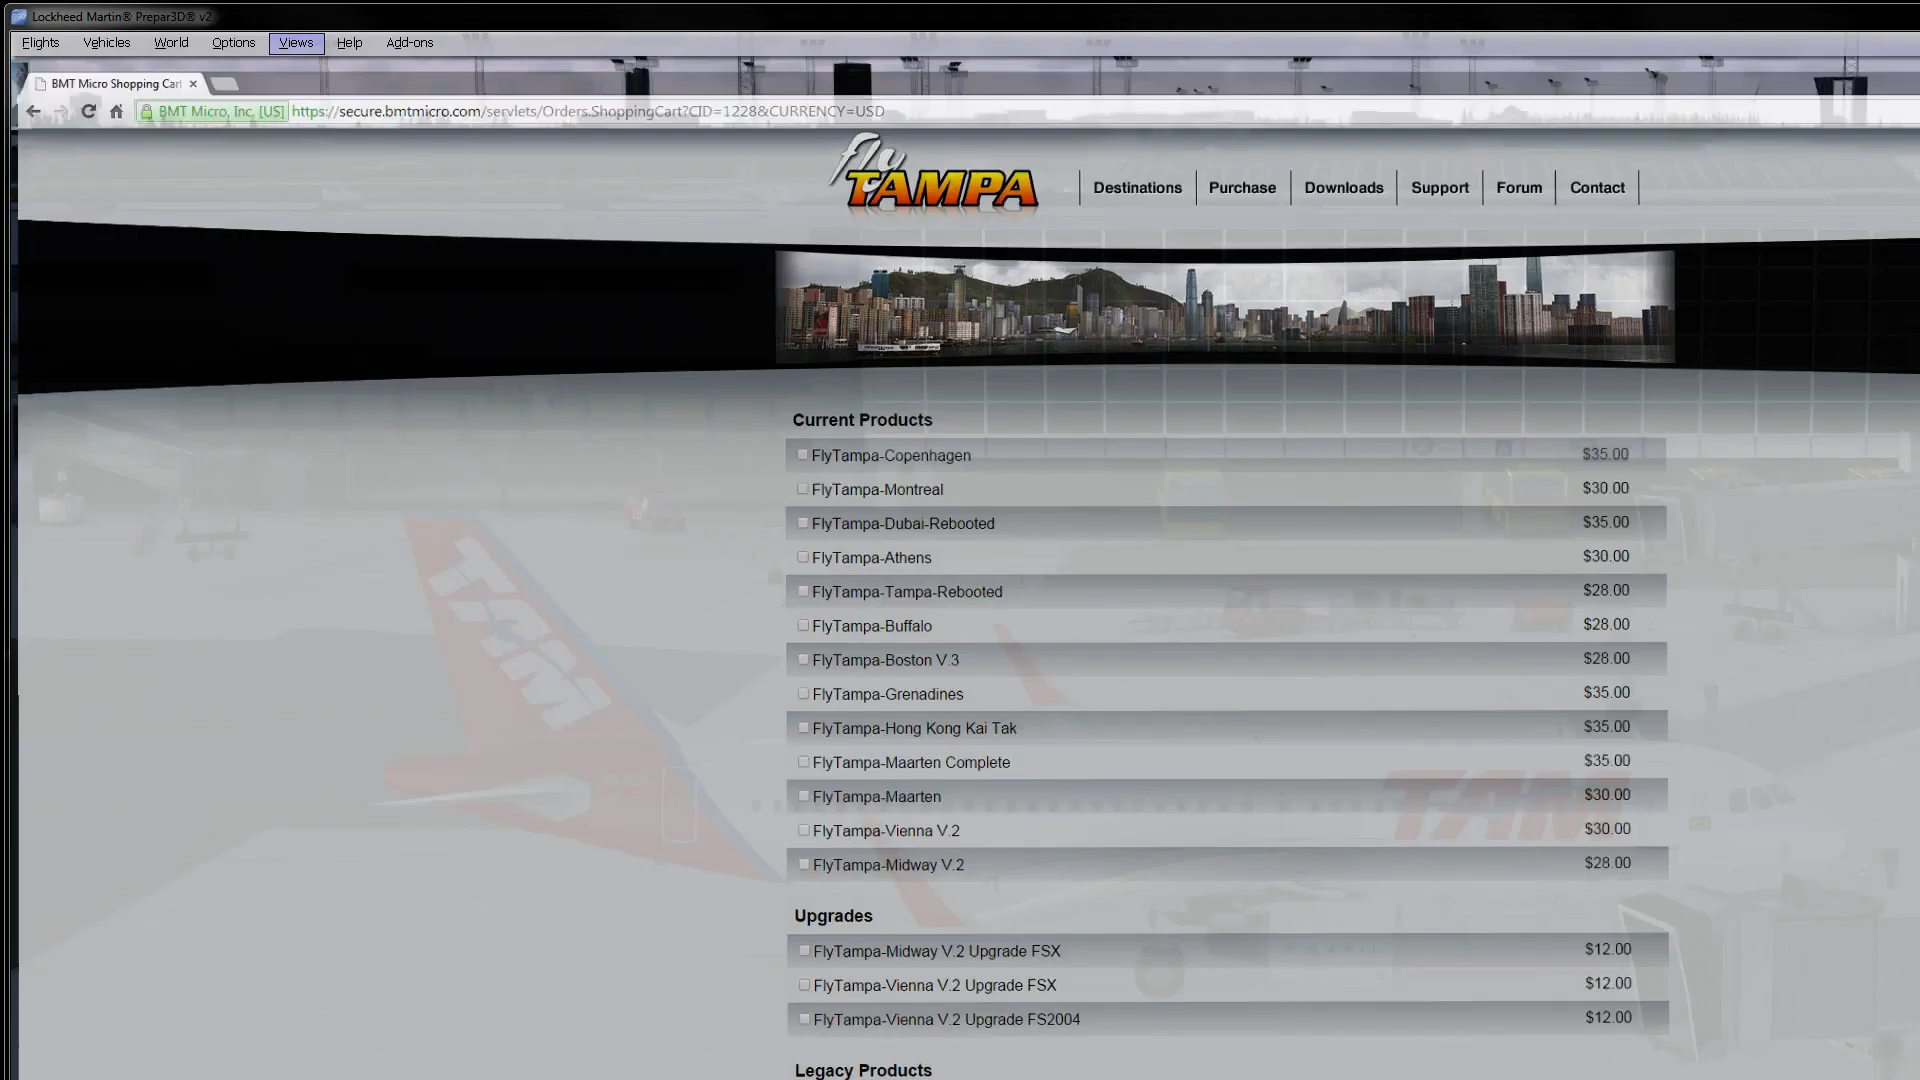 Lockheed Martin® Prepar3D® v2
Flights Vehicles World Options Views Help Add-ons
BMT Micro Shopping Cart
BMT Micro, Inc. [US] https://secure.bmtmicro.com/servlets/Orders.ShoppingCart?CID=1228&CURRENCY=USD
fly TAMPA
Destinations Purchase Downloads Support Forum Contact
Current Products
FlyTampa-Copenhagen $35.00
FlyTampa-Montreal $30.00
FlyTampa-Dubai-Rebooted $35.00
FlyTampa-Athens $30.00
FlyTampa-Tampa-Rebooted $28.00
FlyTampa-Buffalo $28.00
FlyTampa-Boston V.3 $28.00
FlyTampa-Grenadines $35.00
FlyTampa-Hong Kong Kai Tak $35.00
FlyTampa-Maarten Complete $35.00
FlyTampa-Maarten $30.00
FlyTampa-Vienna V.2 $30.00
FlyTampa-Midway V.2 $28.00
TAM
TAM
Upgrades
FlyTampa-Midway V.2 Upgrade FSX $12.00
FlyTampa-Vienna V.2 Upgrade FSX $12.00
FlyTampa-Vienna V.2 Upgrade FS2004 $12.00
Legacy Products